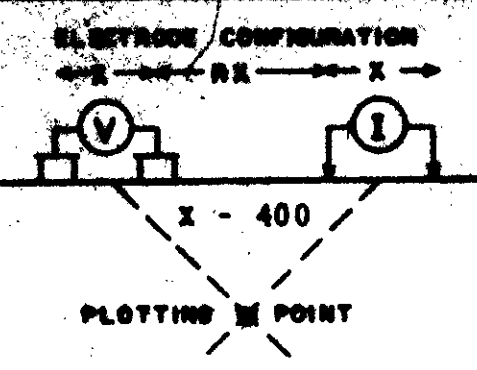 ELECTRODE CONFIGURATION
X NX X
V I
X - 400
PLOTTING POINT